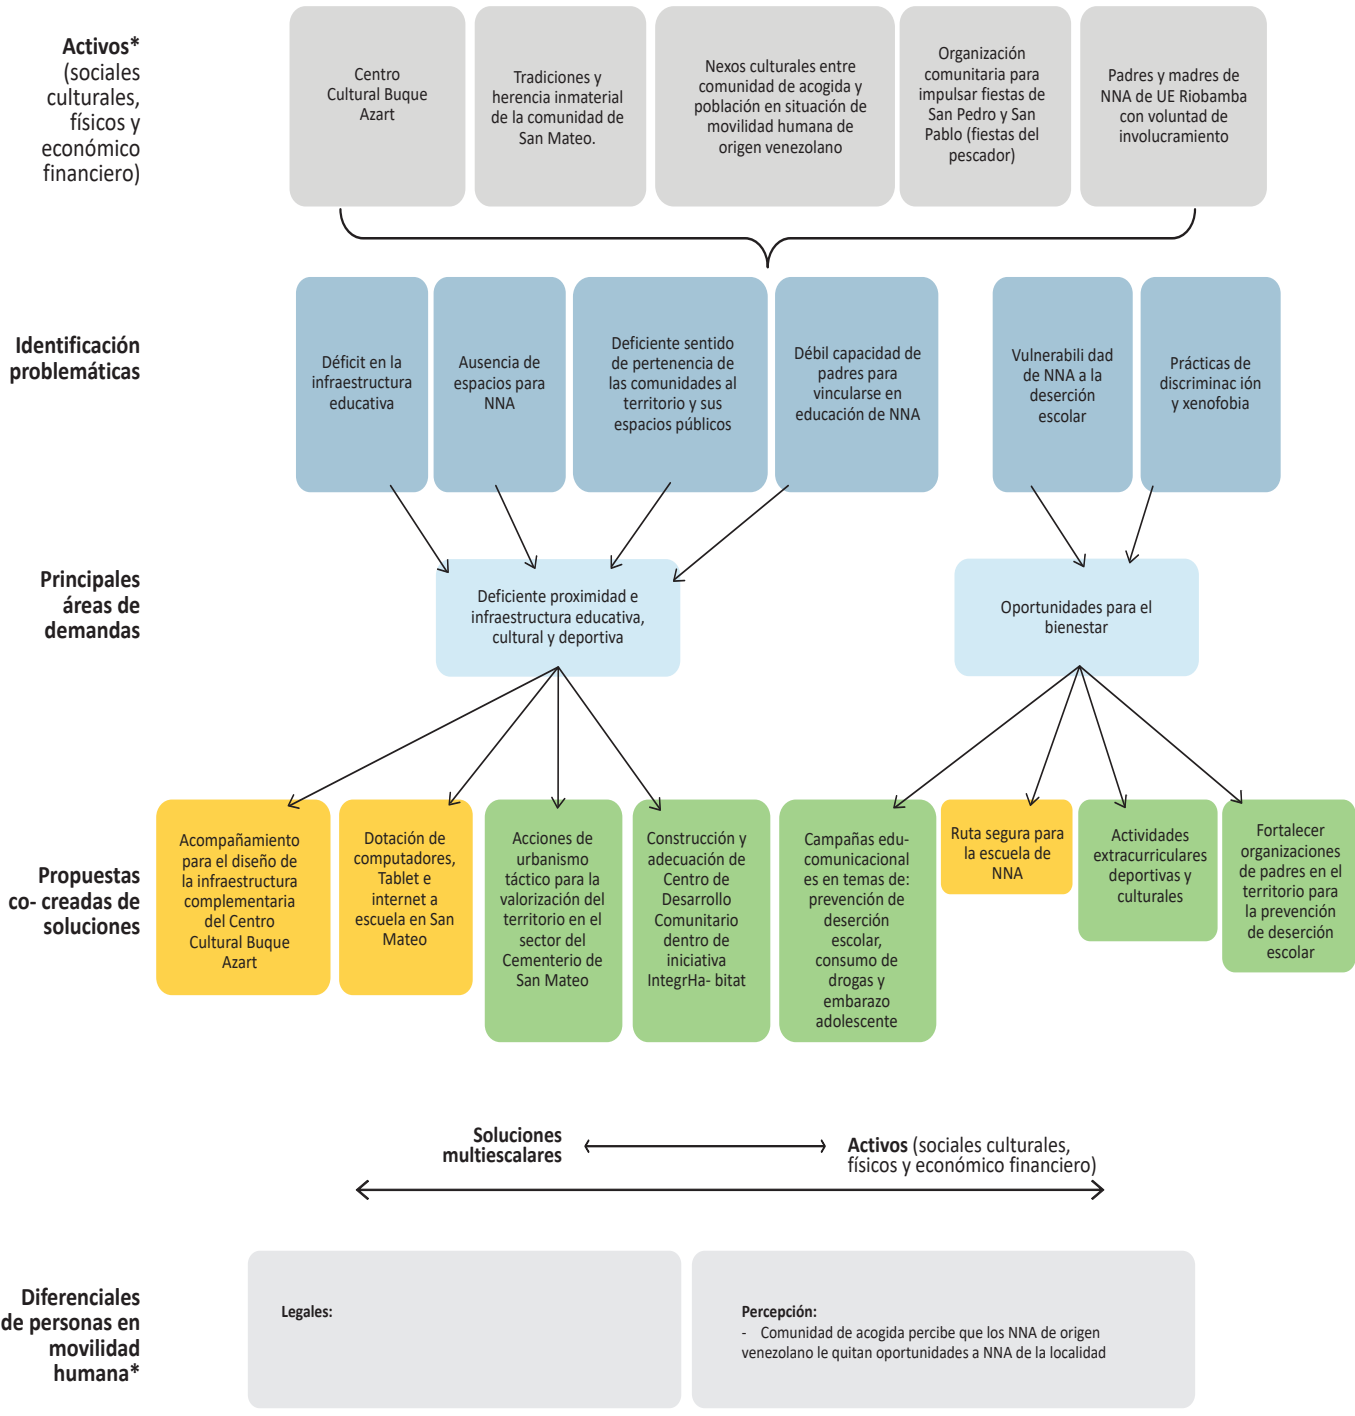 Activos*
(sociales
culturales,
físicos y
económico
financiero)
Centro
Cultural Buque
Azart
Tradiciones y
herencia inmaterial
de la comunidad de
San Mateo.
Nexos culturales entre
comunidad de acogida y
población en situación de
movilidad humana de
origen venezolano
Organización
comunitaria para
impulsar fiestas de
San Pedro y San
Pablo (fiestas del
pescador)
Padres y madres de
NNA de UE Riobamba
con voluntad de
involucramiento
Identificación
problemáticas
Déficit en la
infraestructura
educativa
Ausencia de
espacios para
NNA
Deficiente sentido
de pertenencia de
las comunidades al
territorio y sus
espacios públicos
Débil capacidad de
padres para
vincularse en
educación de NNA
Vulnerabili dad
de NNA a la
deserción
escolar
Prácticas de
discriminac ión
y xenofobia
Principales
áreas de
demandas
Deficiente proximidad e
infraestructura educativa,
cultural y deportiva
Oportunidades para el
bienestar
Propuestas
co- creadas de
soluciones
Acompañamiento
para el diseño de
la infraestructura
complementaria
del Centro
Cultural Buque
Azart
Dotación de
computadores,
Tablet e
internet a
escuela en San
Mateo
Acciones de
urbanismo
táctico para la
valorización del
territorio en el
sector del
Cementerio de
San Mateo
Construcción y
adecuación de
Centro de
Desarrollo
Comunitario
dentro de
iniciativa
IntegrHa- bitat
Campañas edu-
comunicacional
es en temas de:
prevención de
deserción
escolar,
consumo de
drogas y
embarazo
adolescente
Ruta segura para
la escuela de
NNA
Actividades
extracurriculares
deportivas y
culturales
Fortalecer
organizaciones
de padres en el
territorio para
la prevención
de deserción
escolar
Soluciones
multiescalares
Activos (sociales culturales,
físicos y económico financiero)
Diferenciales
de personas en
movilidad
humana*
Legales:
Percepción:
- Comunidad de acogida percibe que los NNA de origen
venezolano le quitan oportunidades a NNA de la localidad